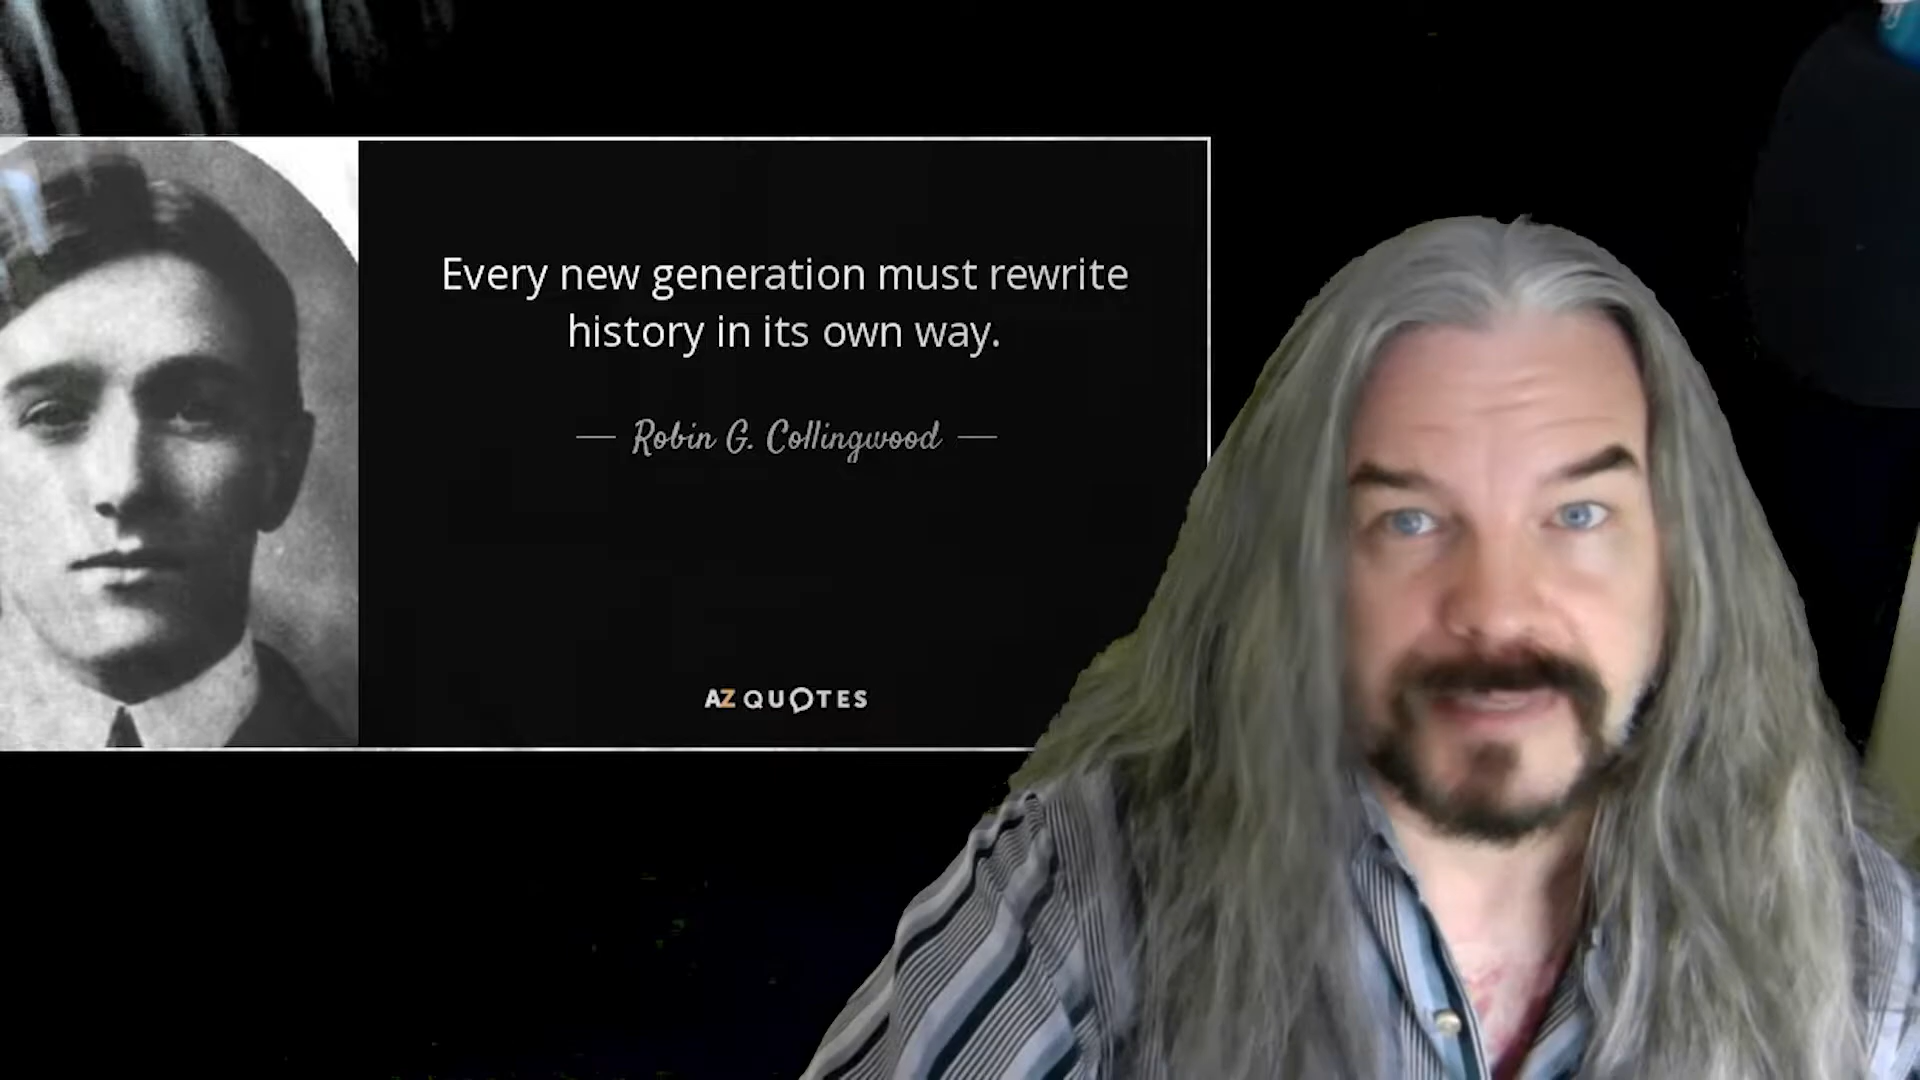 Every new generation must rewrite
history in its own way.
— Robin G. Collingwood —
AZ QUOTES